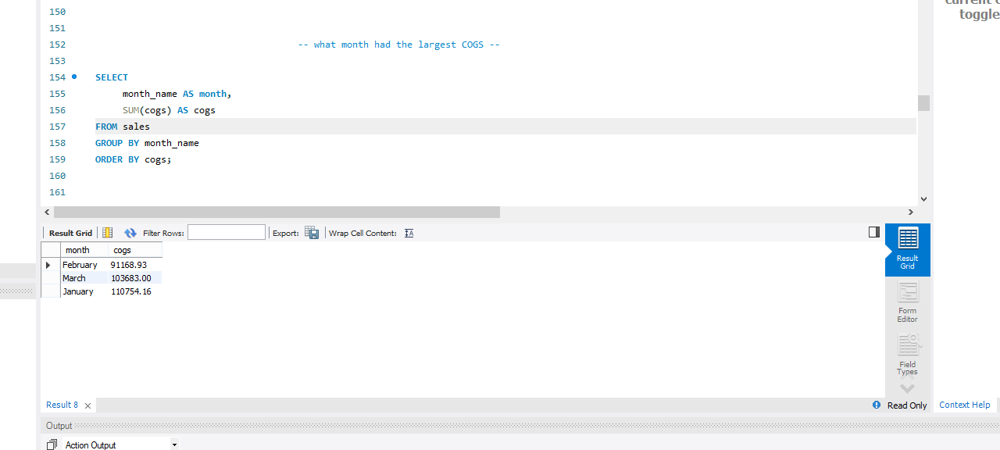 current c
toggle
150
151
152 -- what month had the largest COGS --
153
154 SELECT
155 month_name AS month,
156 SUM(cogs) AS cogs
157 FROM sales
158 GROUP BY month_name
159 ORDER BY cogs;
160
161
Result Grid Filter Rows: Export: Wrap Cell Content: IA
month cogs
February 91168.93
March 103683.00
January 110754.16
Result
Grid
Form
Editor
Field
Types
Result 8 × Read Only Context Help
Output
Action Output